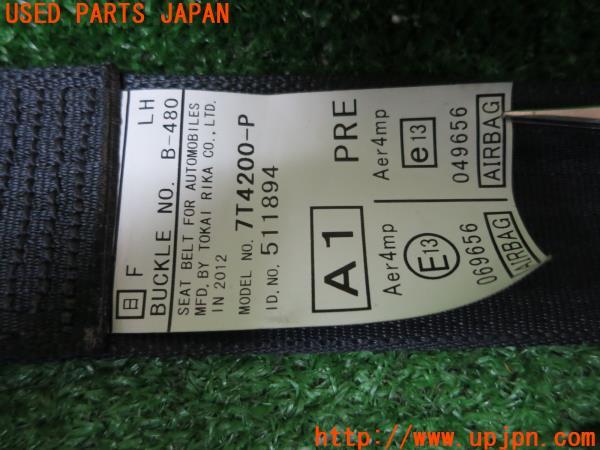 USED PARTS JAPAN
日 F LH
BUCKLE NO. B-480
SEAT BELT FOR AUTOMOBILES
MFD. BY TOKAI RIKA CO., LTD.
IN 2012
MODEL NO. 7T4200-P
ID. NO. 511894
A1 PRE
Aer4mp e13 049656 AIRBAG
Aer4mp E13 069656 AIRBAG
UPJ http://www.upjpn.com